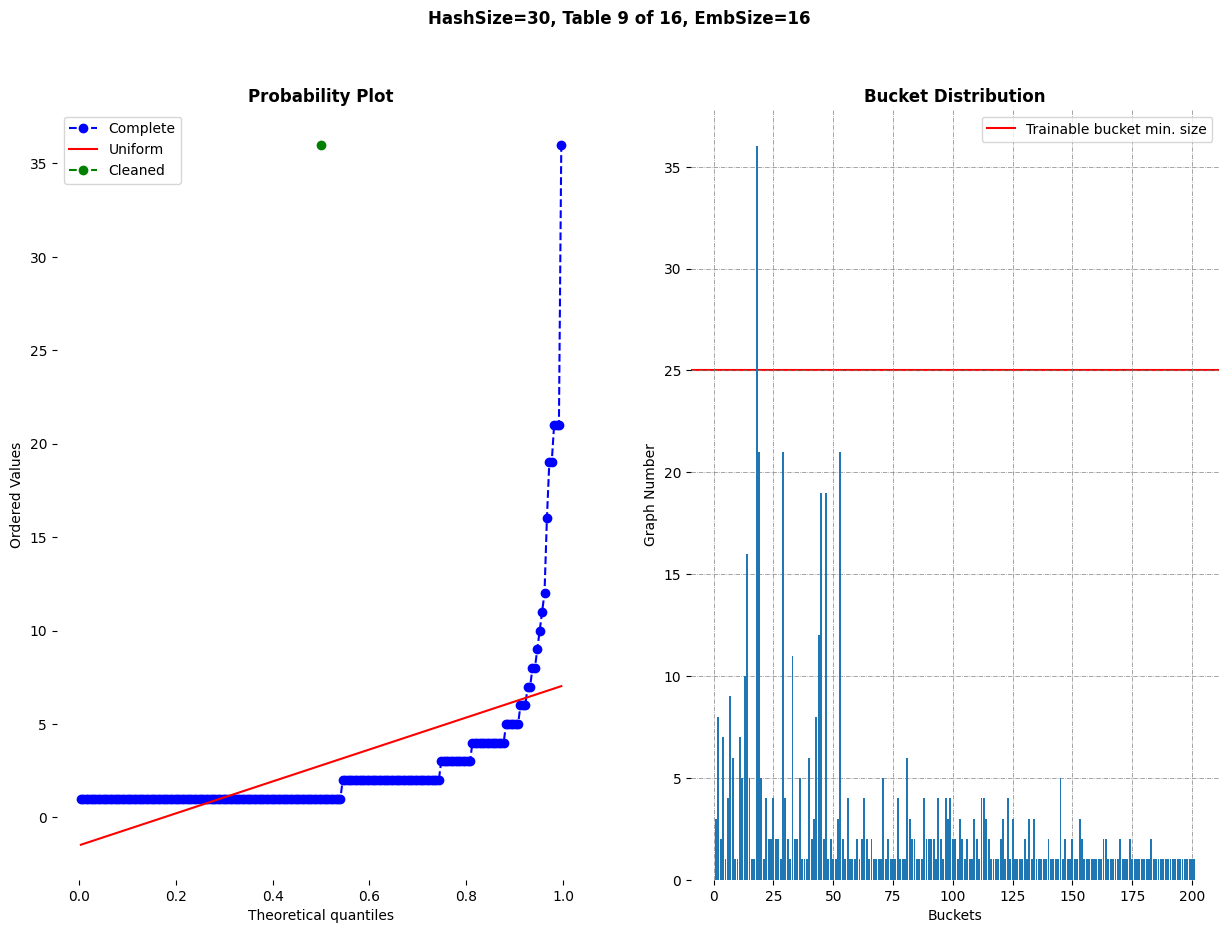 HashSize=30, Table 9 of 16, EmbSize=16
Probability Plot
Complete
Uniform
Cleaned
35
30
25
20
15
10
5
0
Ordered Values
0.0 0.2 0.4 0.6 0.8 1.0
Theoretical quantiles
Bucket Distribution
Trainable bucket min. size
35
30
25
20
15
10
5
0
Graph Number
0 25 50 75 100 125 150 175 200
Buckets